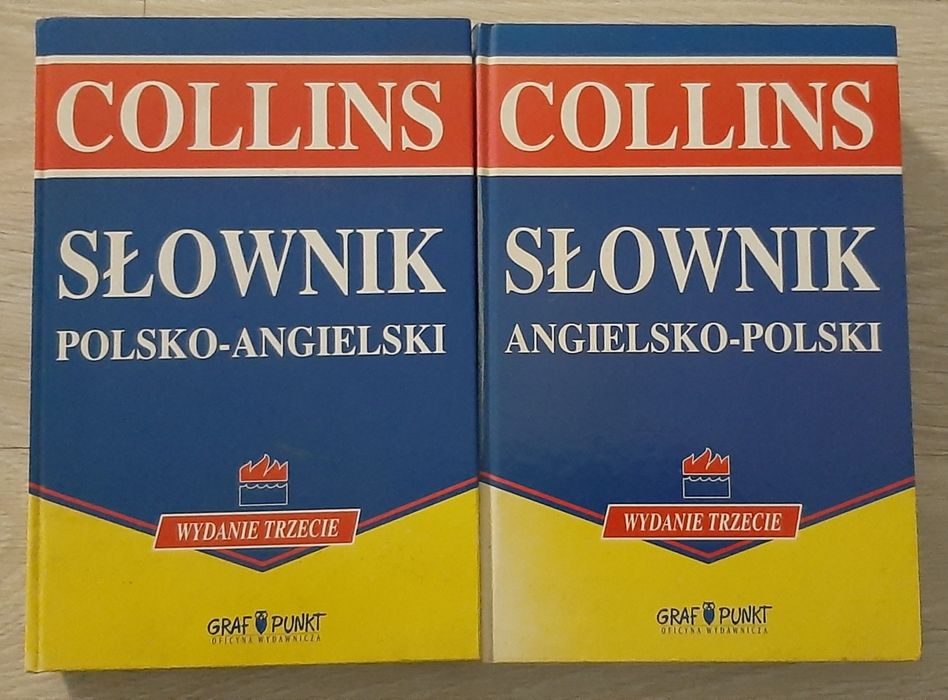 COLLINS
SŁOWNIK
POLSKO-ANGIELSKI
WYDANIE TRZECIE
GRAF PUNKT
OFICYNA WYDAWNICZA
COLLINS
SŁOWNIK
ANGIELSKO-POLSKI
WYDANIE TRZECIE
GRAF PUNKT
OFICYNA WYDAWNICZA